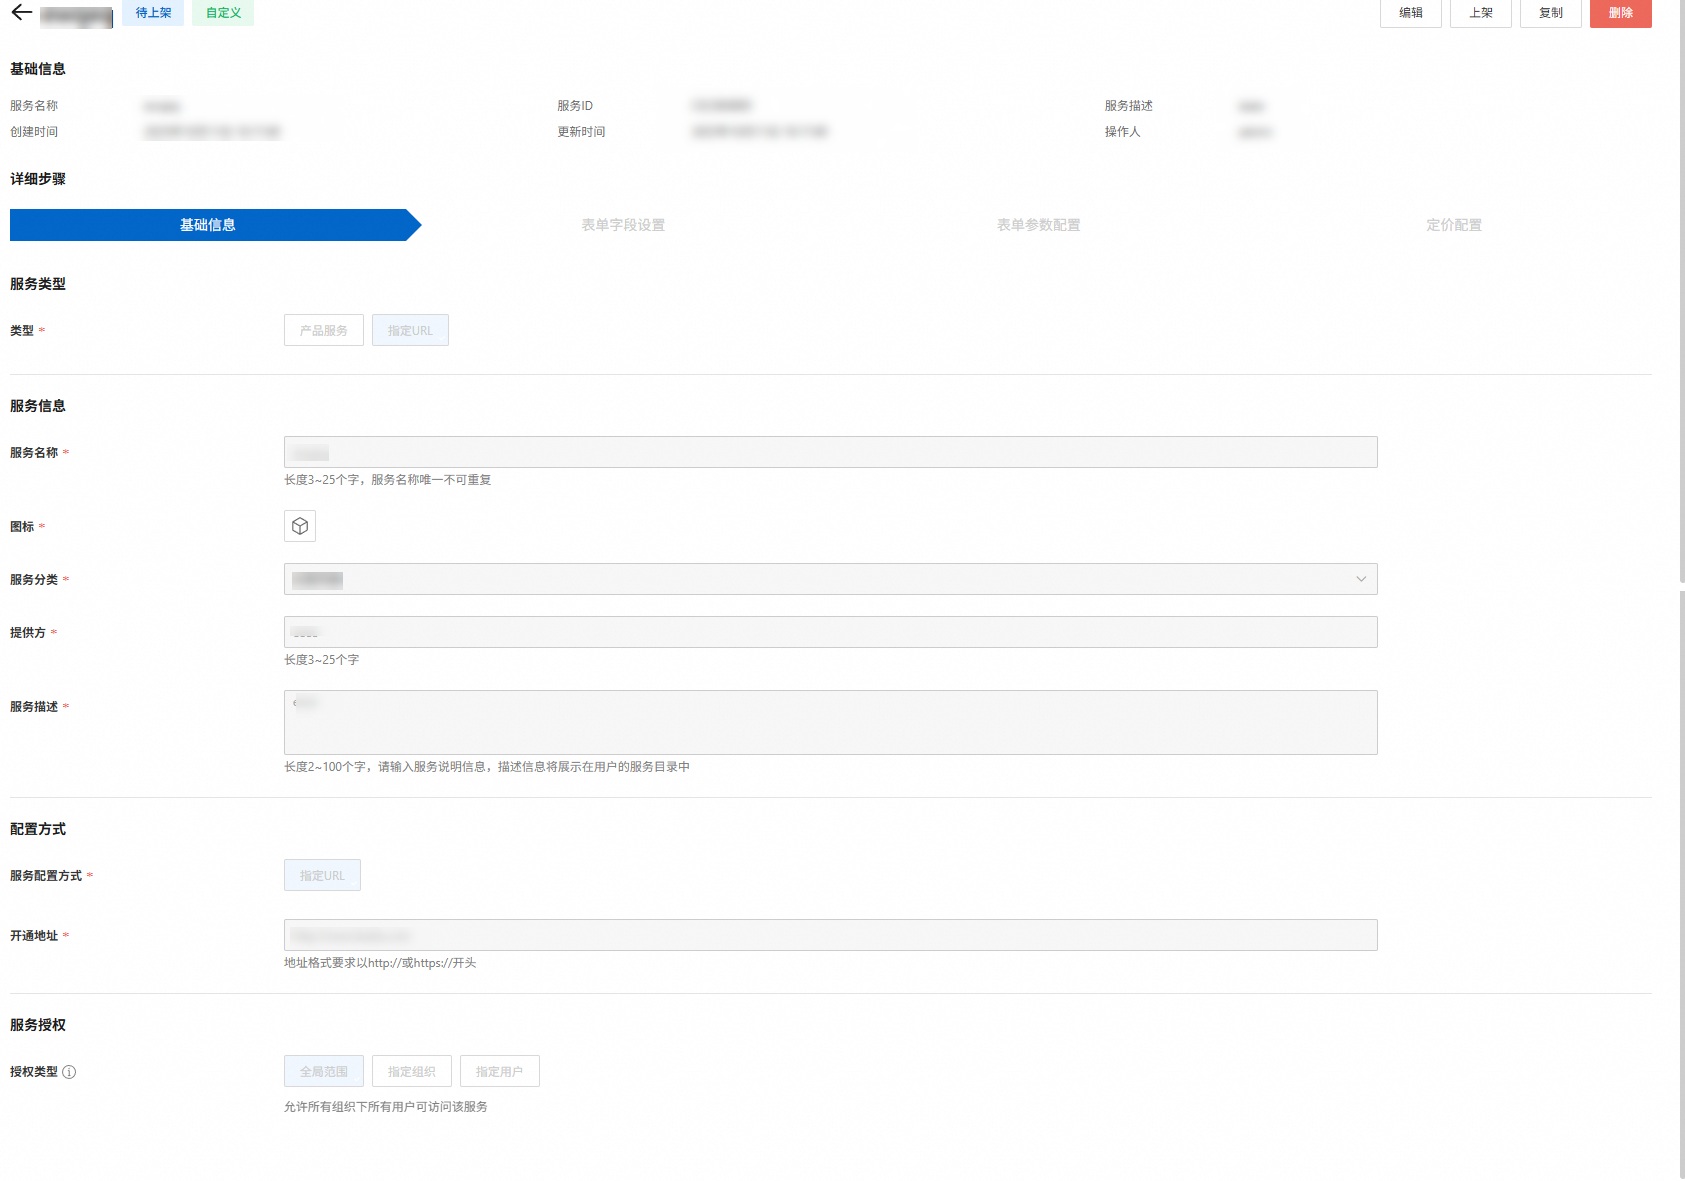 待上架 自定义 编辑 上架 复制 删除
基础信息
服务名称 服务ID 服务描述
创建时间 更新时间 操作人
详细步骤
基础信息 表单字段设置 表单参数配置 定价配置
服务类型
类型 * 产品服务 指定URL
服务信息
服务名称 *
长度3~25个字，服务名称唯一不可重复
图标 *
服务分类 *
提供方 *
长度3~25个字
服务描述 *
长度2~100个字，请输入服务说明信息，描述信息将展示在用户的服务目录中
配置方式
服务配置方式 * 指定URL
开通地址 *
地址格式要求以http://或https://开头
服务授权
授权类型 全局范围 指定组织 指定用户
允许所有组织下所有用户可访问该服务